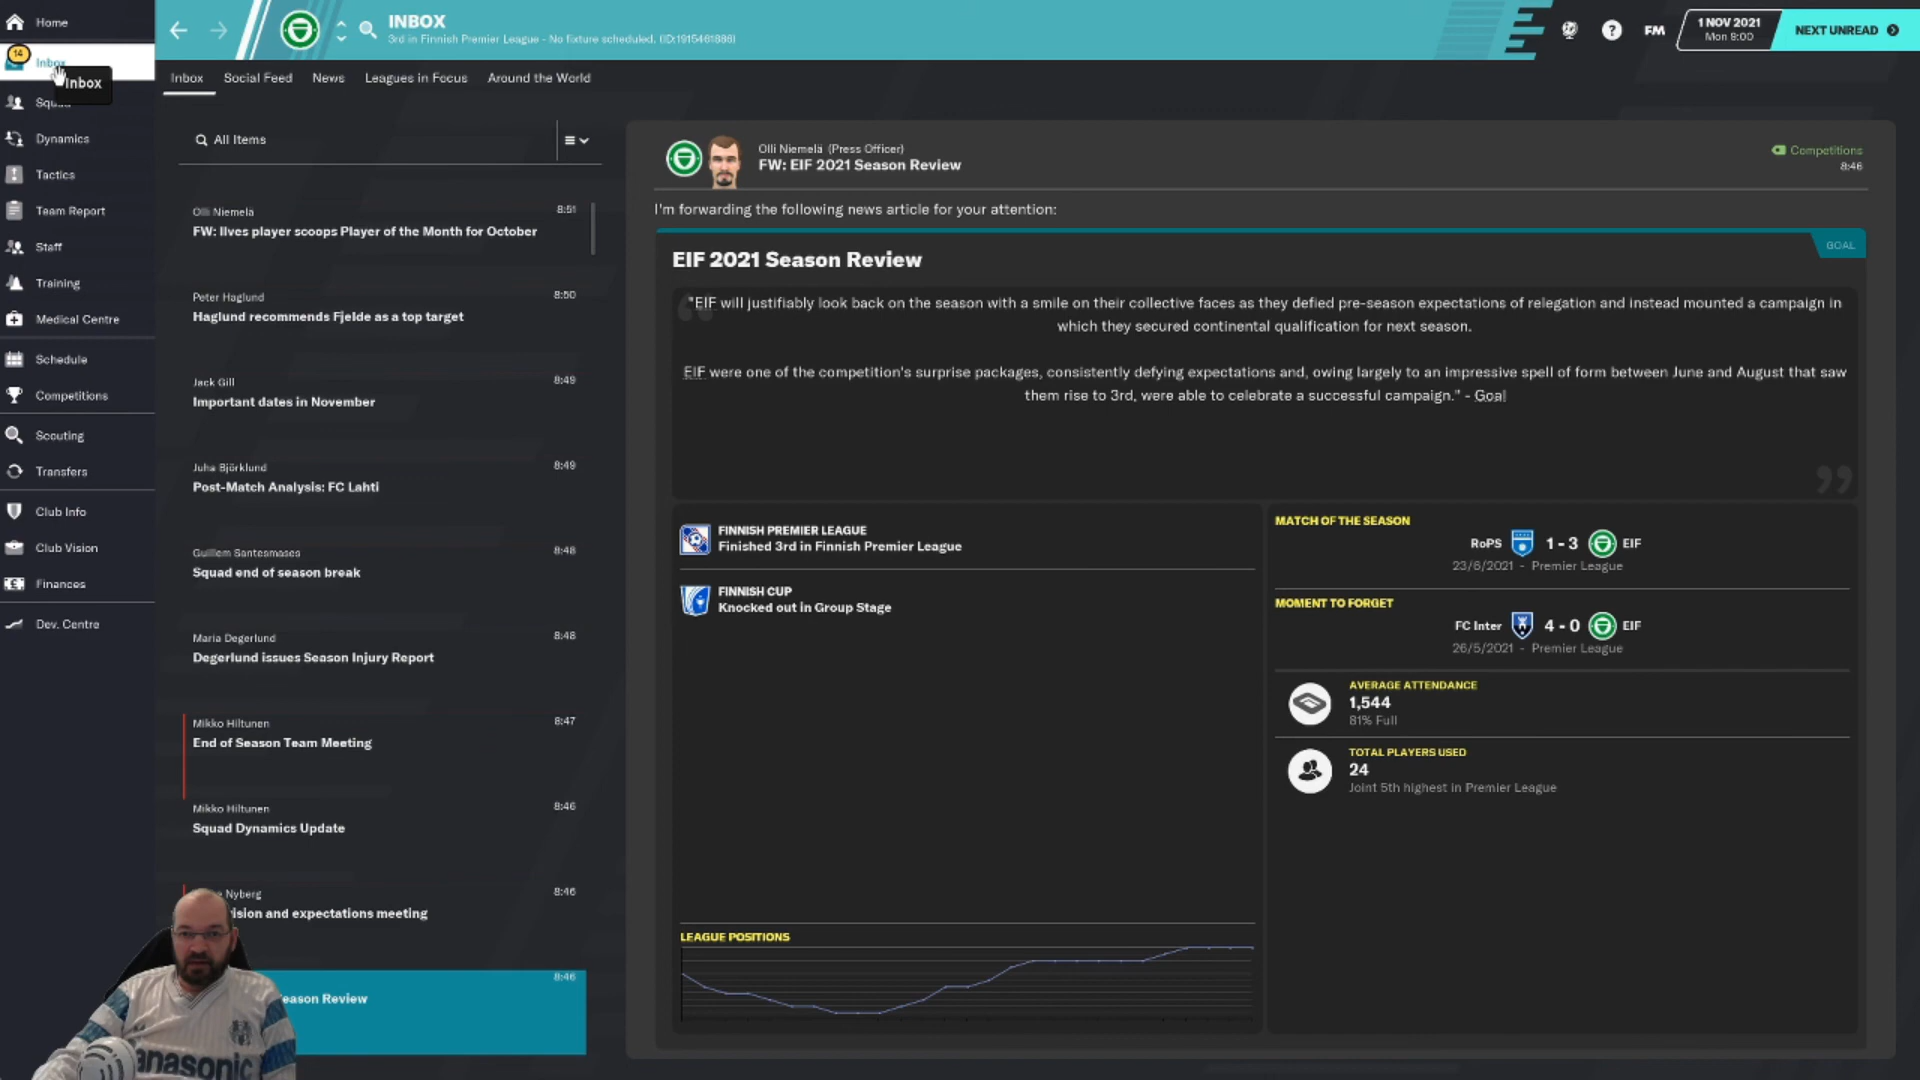 Home
INBOX
3rd in Finnish Premier League - No fixture scheduled. (ID:1915461886)
FM
1 NOV 2021
Mon 9:00
NEXT UNREAD
14
Inbox
Inbox
Inbox
Social Feed
News
Leagues in Focus
Around the World
Dynamics
Tactics
Team Report
Staff
Training
Medical Centre
Schedule
Competitions
Scouting
Transfers
Club Info
Club Vision
Finances
Dev. Centre
All Items
Olli Niemelä
8:51
FW: Ilves player scoops Player of the Month for October
Peter Haglund
8:50
Haglund recommends Fjelde as a top target
Jack Gill
8:49
Important dates in November
Juha Björklund
8:49
Post-Match Analysis: FC Lahti
Guillem Santesmases
8:48
Squad end of season break
Maria Degerlund
8:48
Degerlund issues Season Injury Report
Mikko Hiltunen
8:47
End of Season Team Meeting
Mikko Hiltunen
8:46
Squad Dynamics Update
Nyberg
8:46
and expectations meeting
8:46
Review
Olli Niemelä (Press Officer)
FW: EIF 2021 Season Review
Competitions
8:46
I'm forwarding the following news article for your attention:
GOAL
EIF 2021 Season Review
"EIF will justifiably look back on the season with a smile on their collective faces as they defied pre-season expectations of relegation and instead mounted a campaign in
which they secured continental qualification for next season.
EIF were one of the competition's surprise packages, consistently defying expectations and, owing largely to an impressive spell of form between June and August that saw
them rise to 3rd, were able to celebrate a successful campaign." - Goal
FINNISH PREMIER LEAGUE
Finished 3rd in Finnish Premier League
FINNISH CUP
Knocked out in Group Stage
LEAGUE POSITIONS
MATCH OF THE SEASON
RoPS 1 - 3 EIF
23/6/2021 - Premier League
MOMENT TO FORGET
FC Inter 4 - 0 EIF
26/5/2021 - Premier League
AVERAGE ATTENDANCE
1,544
81% Full
TOTAL PLAYERS USED
24
Joint 5th highest in Premier League